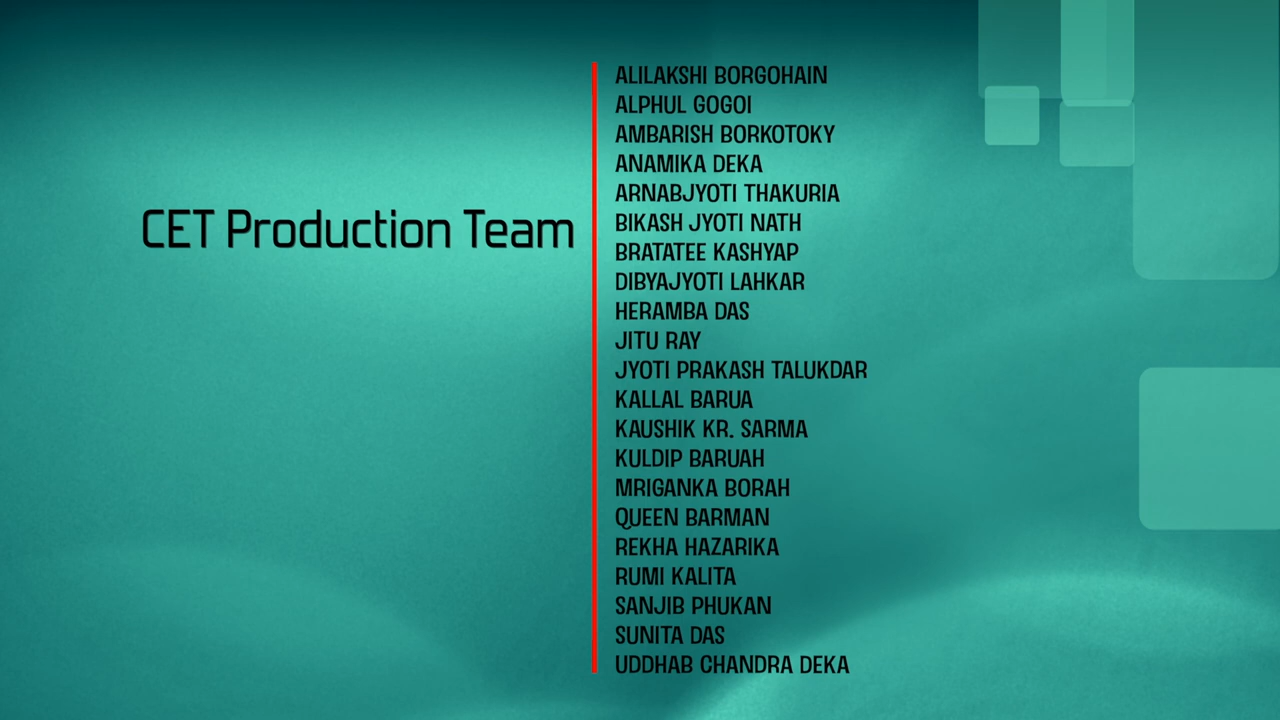 CET Production Team
ALILAKSHI BORGOHAIN
ALPHUL GOGOI
AMBARISH BORKOTOKY
ANAMIKA DEKA
ARNABJYOTI THAKURIA
BIKASH JYOTI NATH
BRATATEE KASHYAP
DIBYAJYOTI LAHKAR
HERAMBA DAS
JITU RAY
JYOTI PRAKASH TALUKDAR
KALLAL BARUA
KAUSHIK KR. SARMA
KULDIP BARUAH
MRIGANKA BORAH
QUEEN BARMAN
REKHA HAZARIKA
RUMI KALITA
SANJIB PHUKAN
SUNITA DAS
UDDHAB CHANDRA DEKA